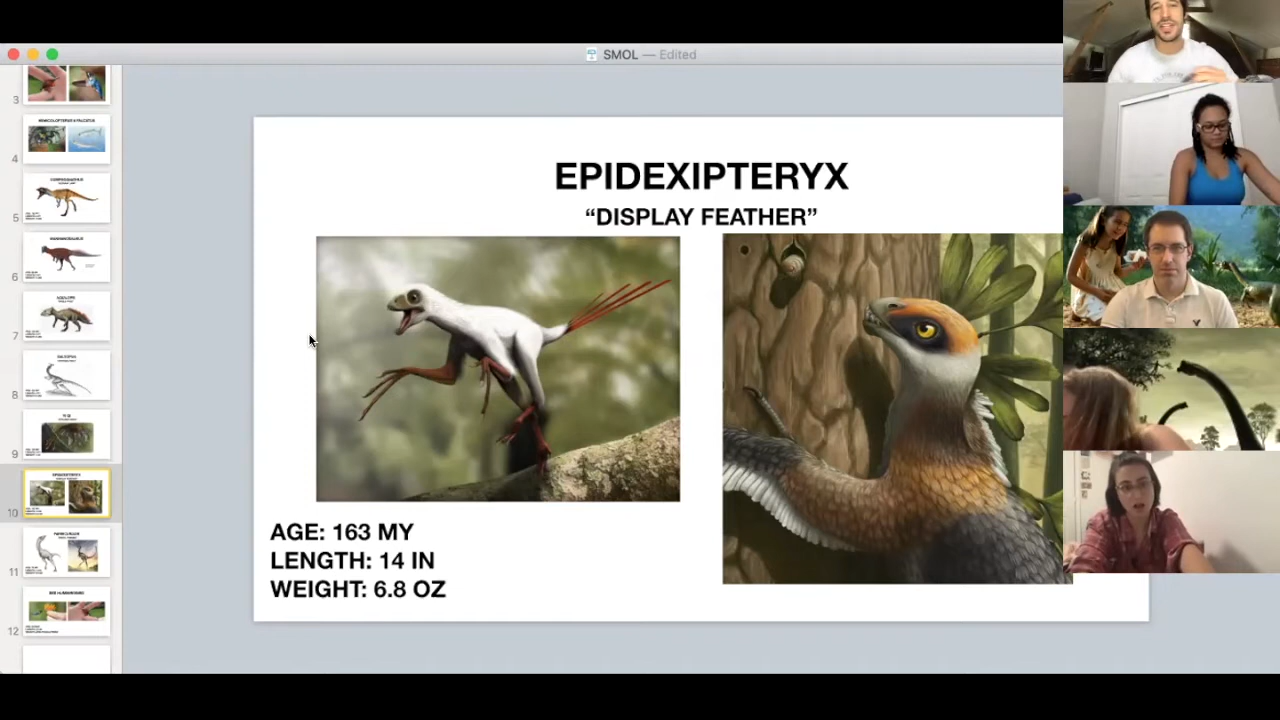 SMOL — Edited
3
4
5
6
7
8
9
10
11
12
EPIDEXIPTERYX
“DISPLAY FEATHER”
AGE: 163 MY
LENGTH: 14 IN
WEIGHT: 6.8 OZ